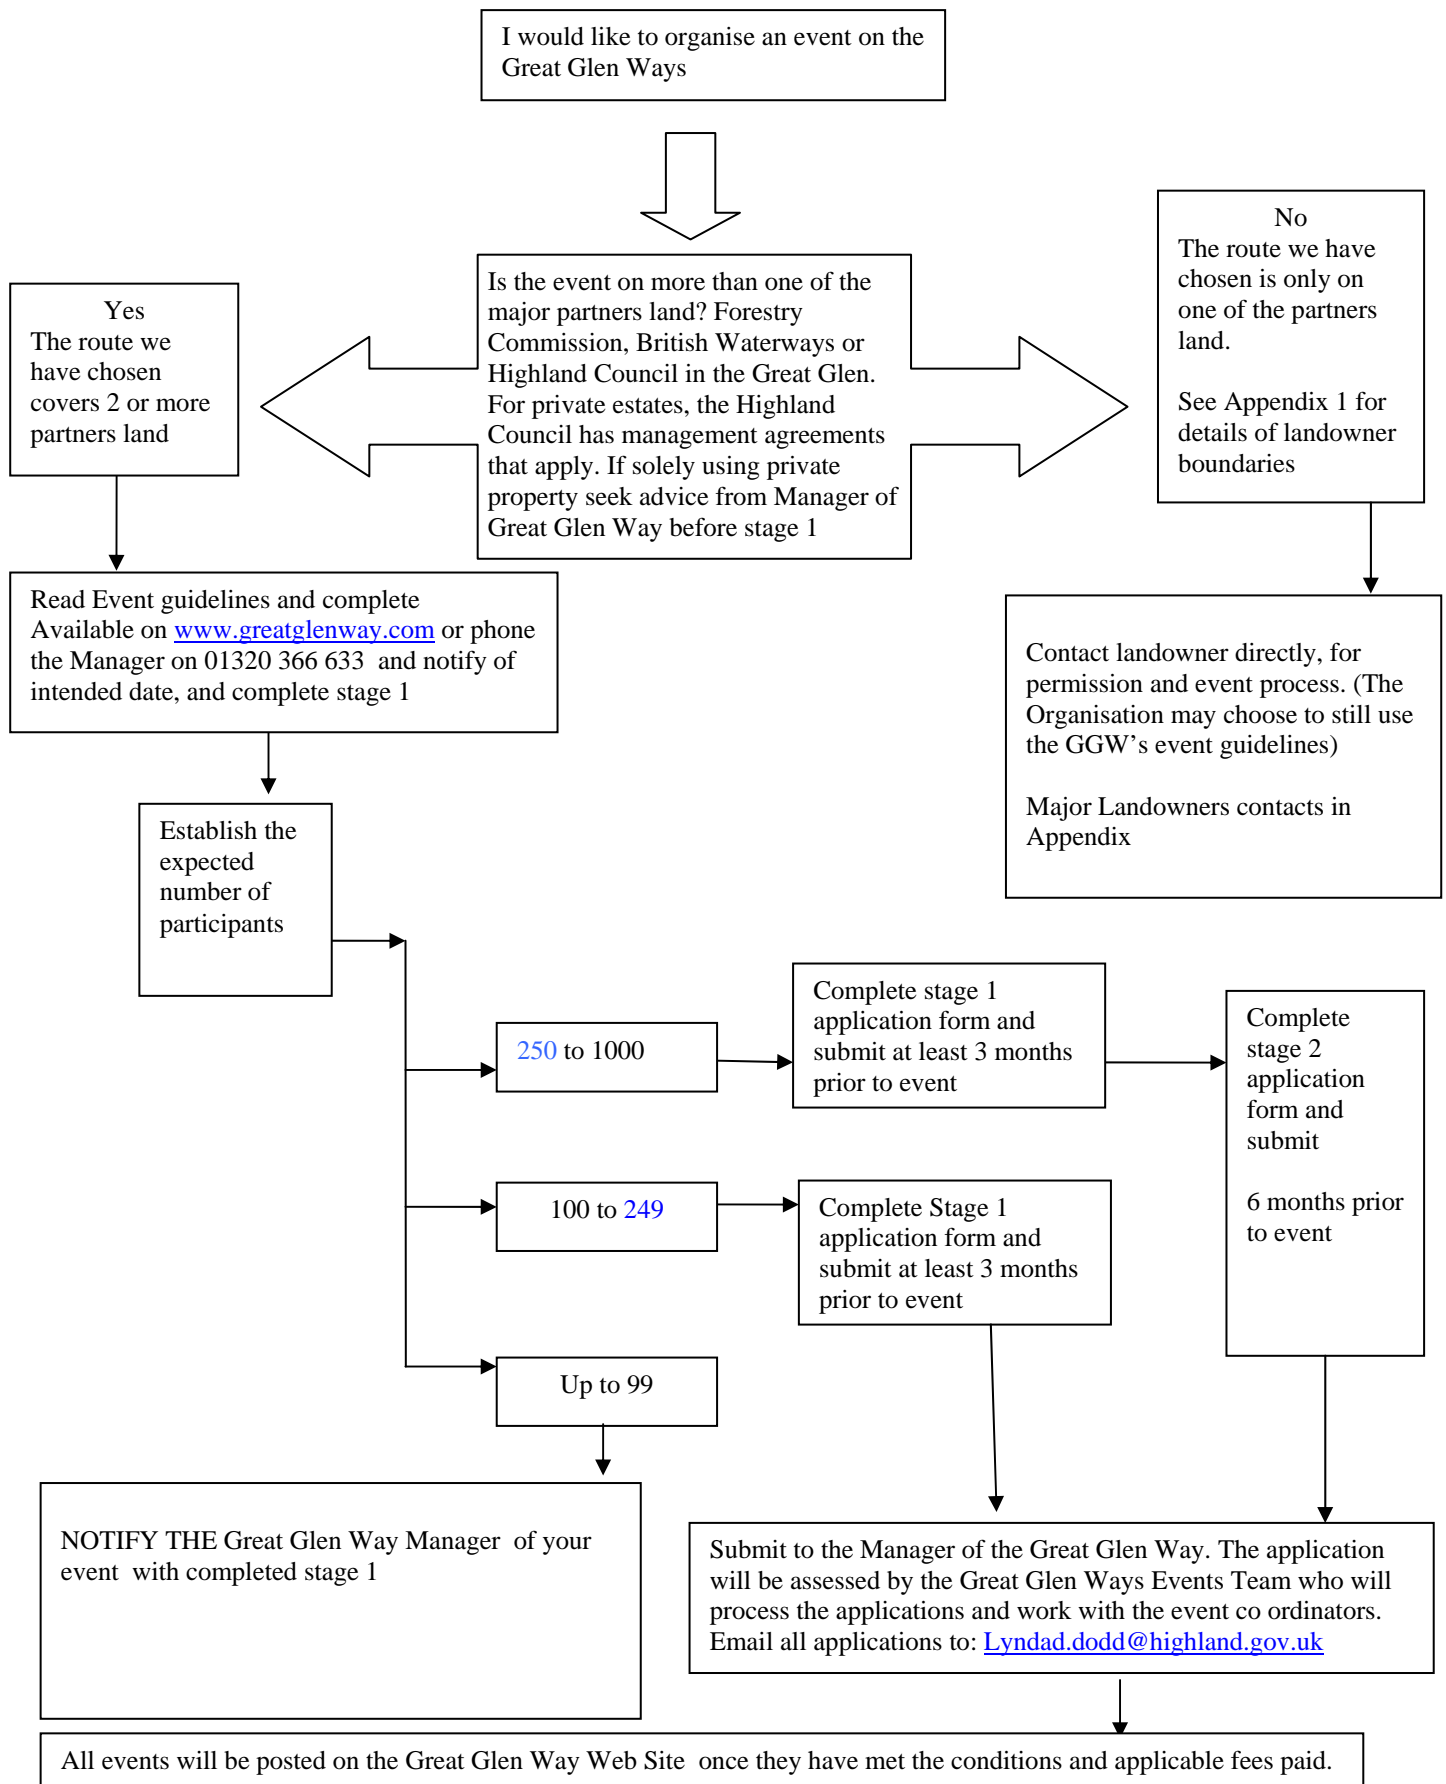 I would like to organise an event on the
Great Glen Ways
No
The route we have
chosen is only on
one of the partners
land.
See Appendix 1 for
details of landowner
boundaries
Is the event on more than one of the
major partners land? Forestry
Commission, British Waterways or
Highland Council in the Great Glen.
For private estates, the Highland
Council has management agreements
that apply. If solely using private
property seek advice from Manager of
Great Glen Way before stage 1
Yes
The route we
have chosen
covers 2 or more
partners land
Read Event guidelines and complete
Available on www.greatglenway.com or phone
the Manager on 01320 366 633  and notify of
intended date, and complete stage 1
Contact landowner directly, for
permission and event process. (The
Organisation may choose to still use
the GGW’s event guidelines)
Major Landowners contacts in
Appendix
Establish the
expected
number of
participants
250 to 1000
Complete stage 1
application form and
submit at least 3 months
prior to event
Complete
stage 2
application
form and
submit
6 months prior
to event
100 to 249
Complete Stage 1
application form and
submit at least 3 months
prior to event
Up to 99
NOTIFY THE Great Glen Way Manager  of your
event  with completed stage 1
Submit to the Manager of the Great Glen Way. The application
will be assessed by the Great Glen Ways Events Team who will
process the applications and work with the event co ordinators.
Email all applications to: Lyndad.dodd@highland.gov.uk
All events will be posted on the Great Glen Way Web Site  once they have met the conditions and applicable fees paid.